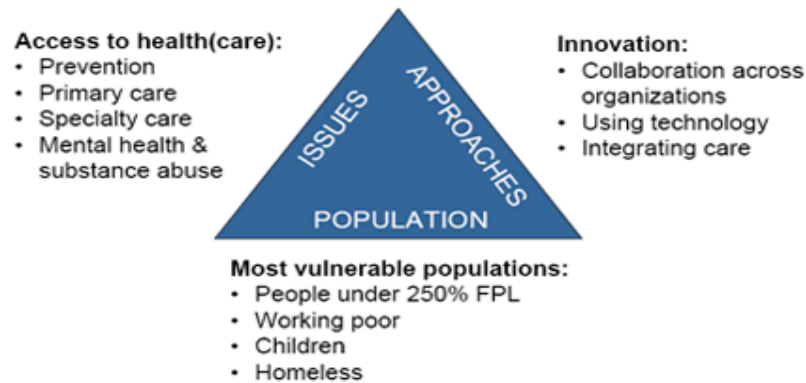 Access to health(care):
• Prevention
• Primary care
• Specialty care
• Mental health &
substance abuse
ISSUES
APPROACHES
POPULATION
Innovation:
• Collaboration across
organizations
• Using technology
• Integrating care
Most vulnerable populations:
• People under 250% FPL
• Working poor
• Children
• Homeless